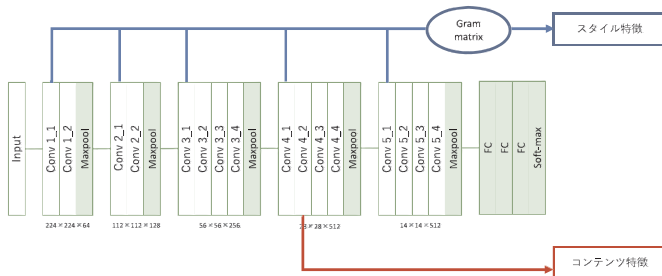 Gram
matrix
スタイル特徴
Input
Conv 1_1
Conv 1_2
Maxpool
Conv 2_1
Conv 2_2
Maxpool
Conv 3_1
Conv 3_2
Conv 3_3
Conv 3_4
Maxpool
Conv 4_1
Conv 4_2
Conv 4_3
Conv 4_4
Maxpool
Conv 5_1
Conv 5_2
Conv 5_3
Conv 5_4
Maxpool
FC
FC
FC
Soft-max
224×224×64
112×112×128
56×56×256
28×28×512
14×14×512
コンテンツ特徴